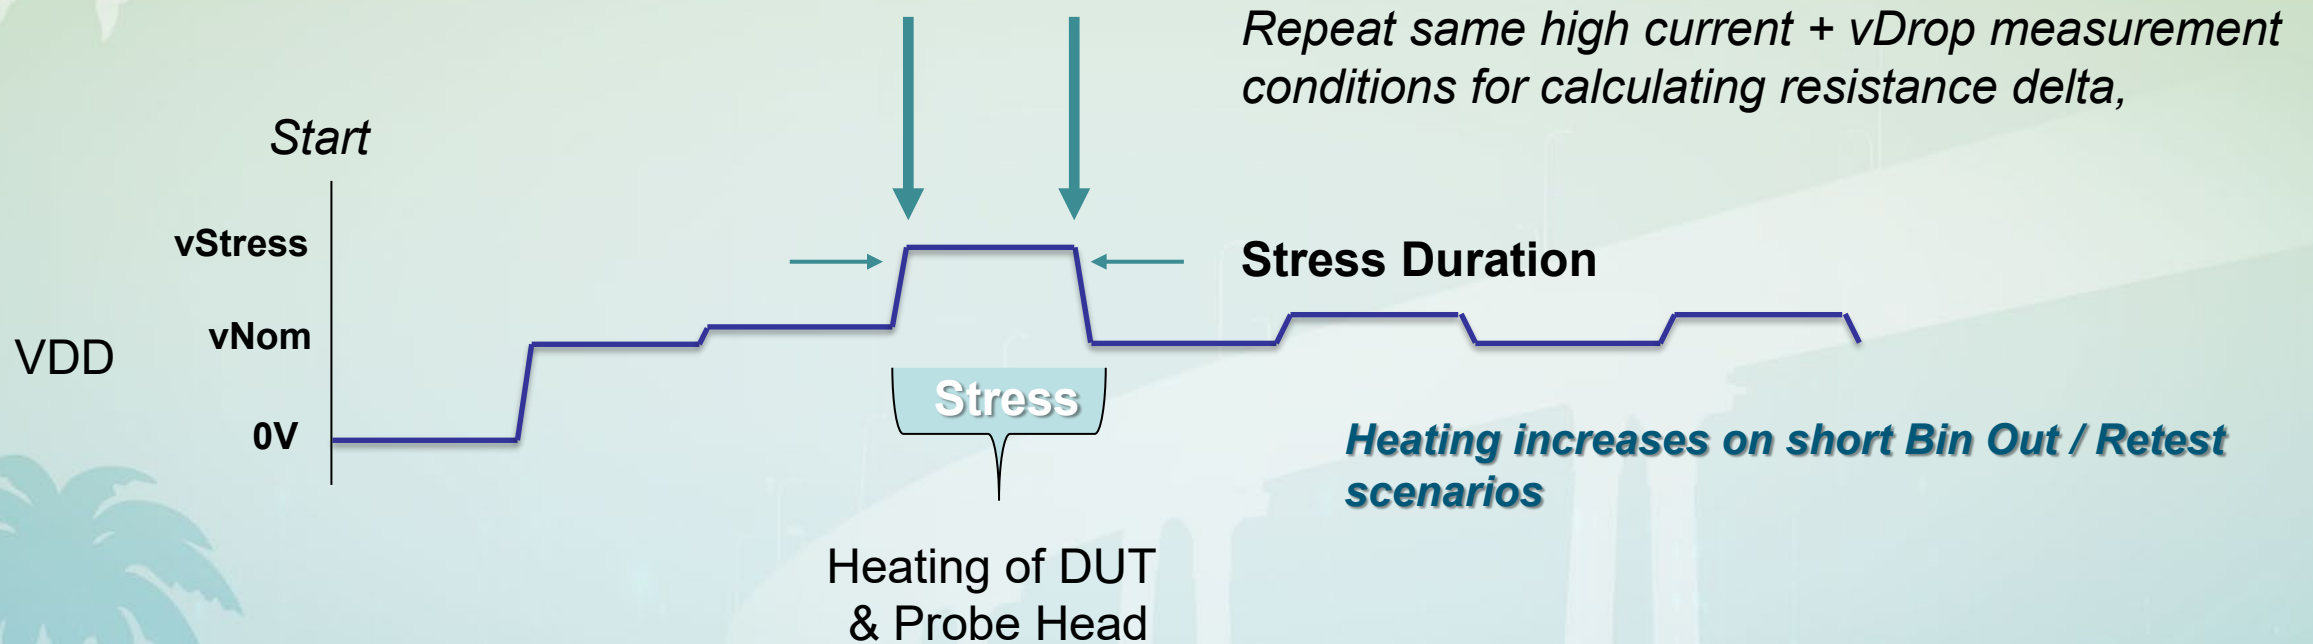 Repeat same high current + vDrop measurement
conditions for calculating resistance delta,
Start
vStress
Stress Duration
vNom
VDD
Stress
0V
Heating increases on short Bin Out / Retest
scenarios
Heating of DUT
& Probe Head